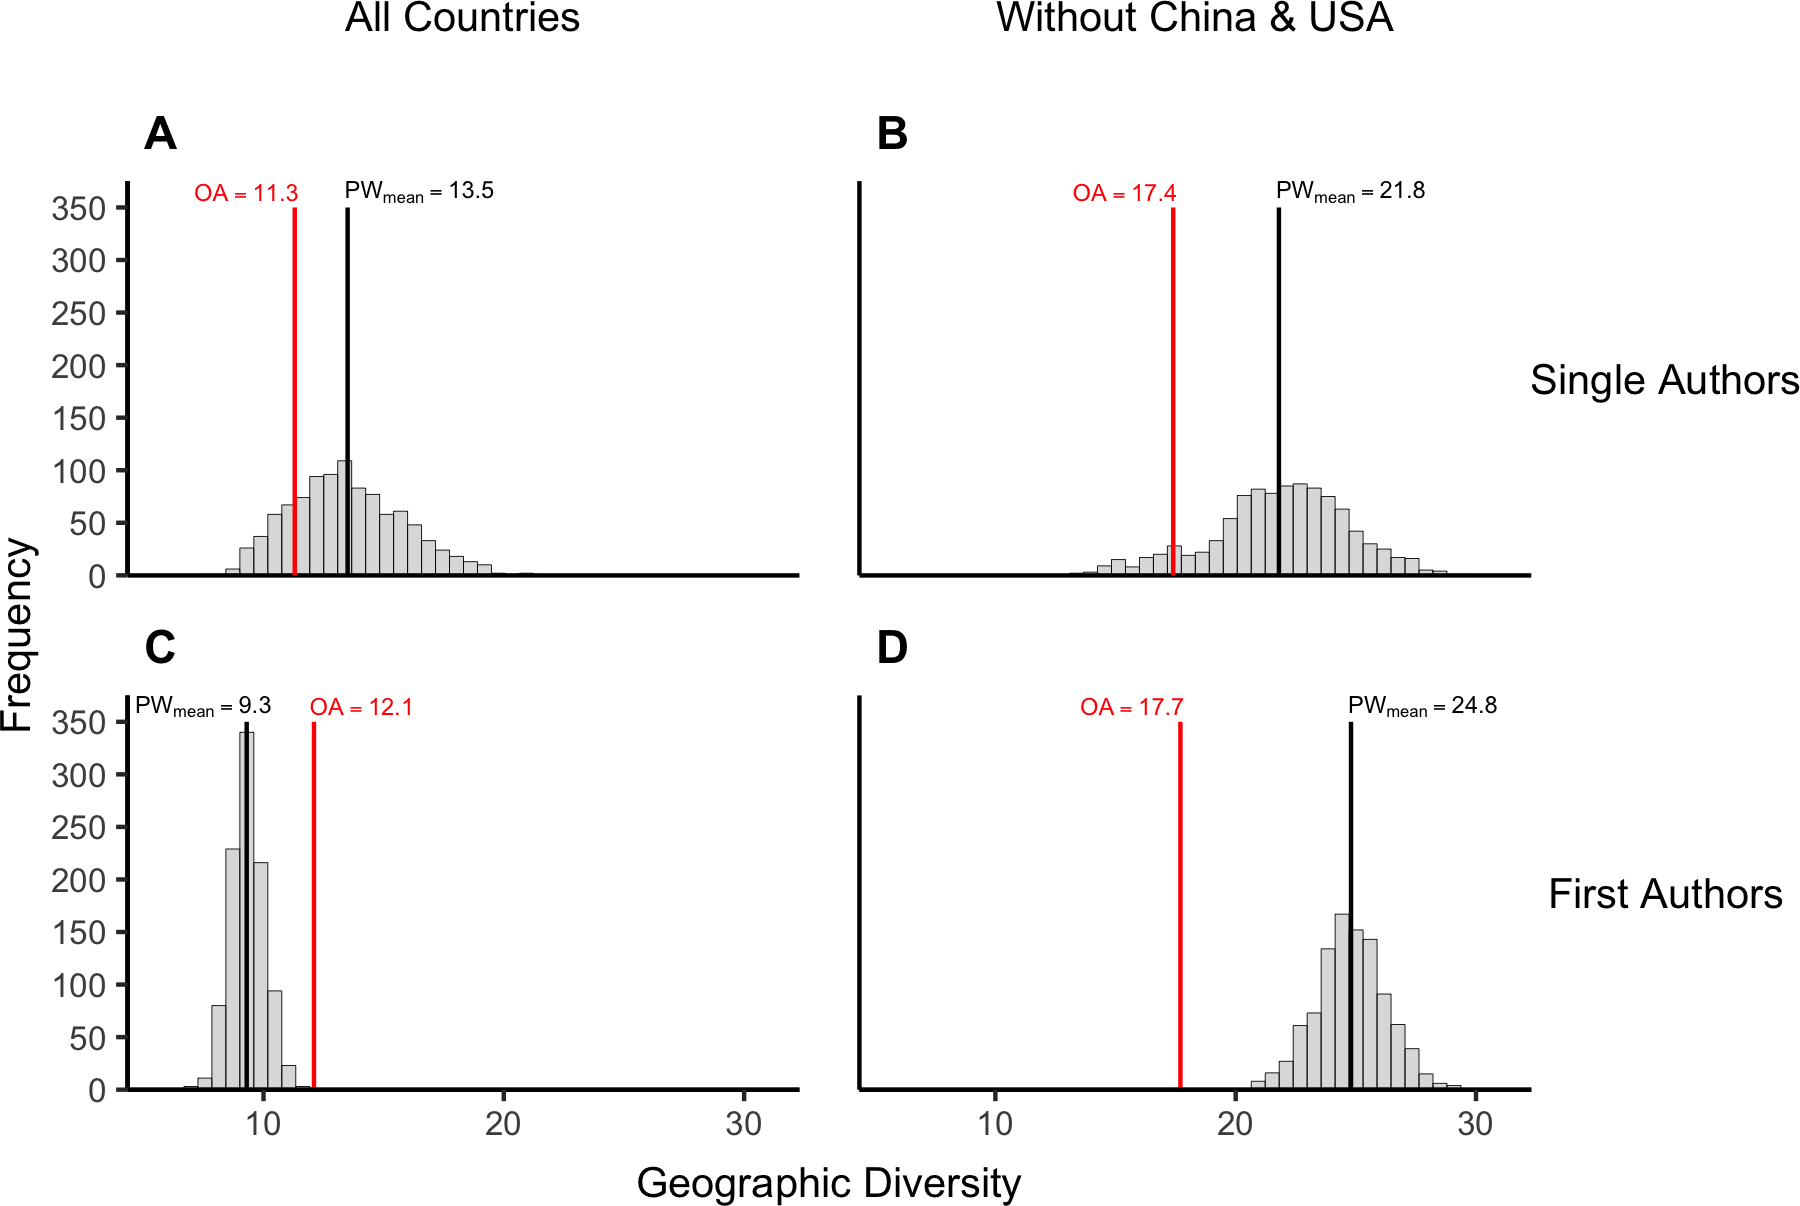 All Countries
Without China & USA
A
B
OA = 11.3
PWmean = 13.5
OA = 17.4
PWmean = 21.8
350
300
250
200
150
100
50
0
Single Authors
Frequency
C
D
PWmean = 9.3
OA = 12.1
OA = 17.7
PWmean = 24.8
350
300
250
200
150
100
50
0
First Authors
10
20
30
10
20
30
Geographic Diversity